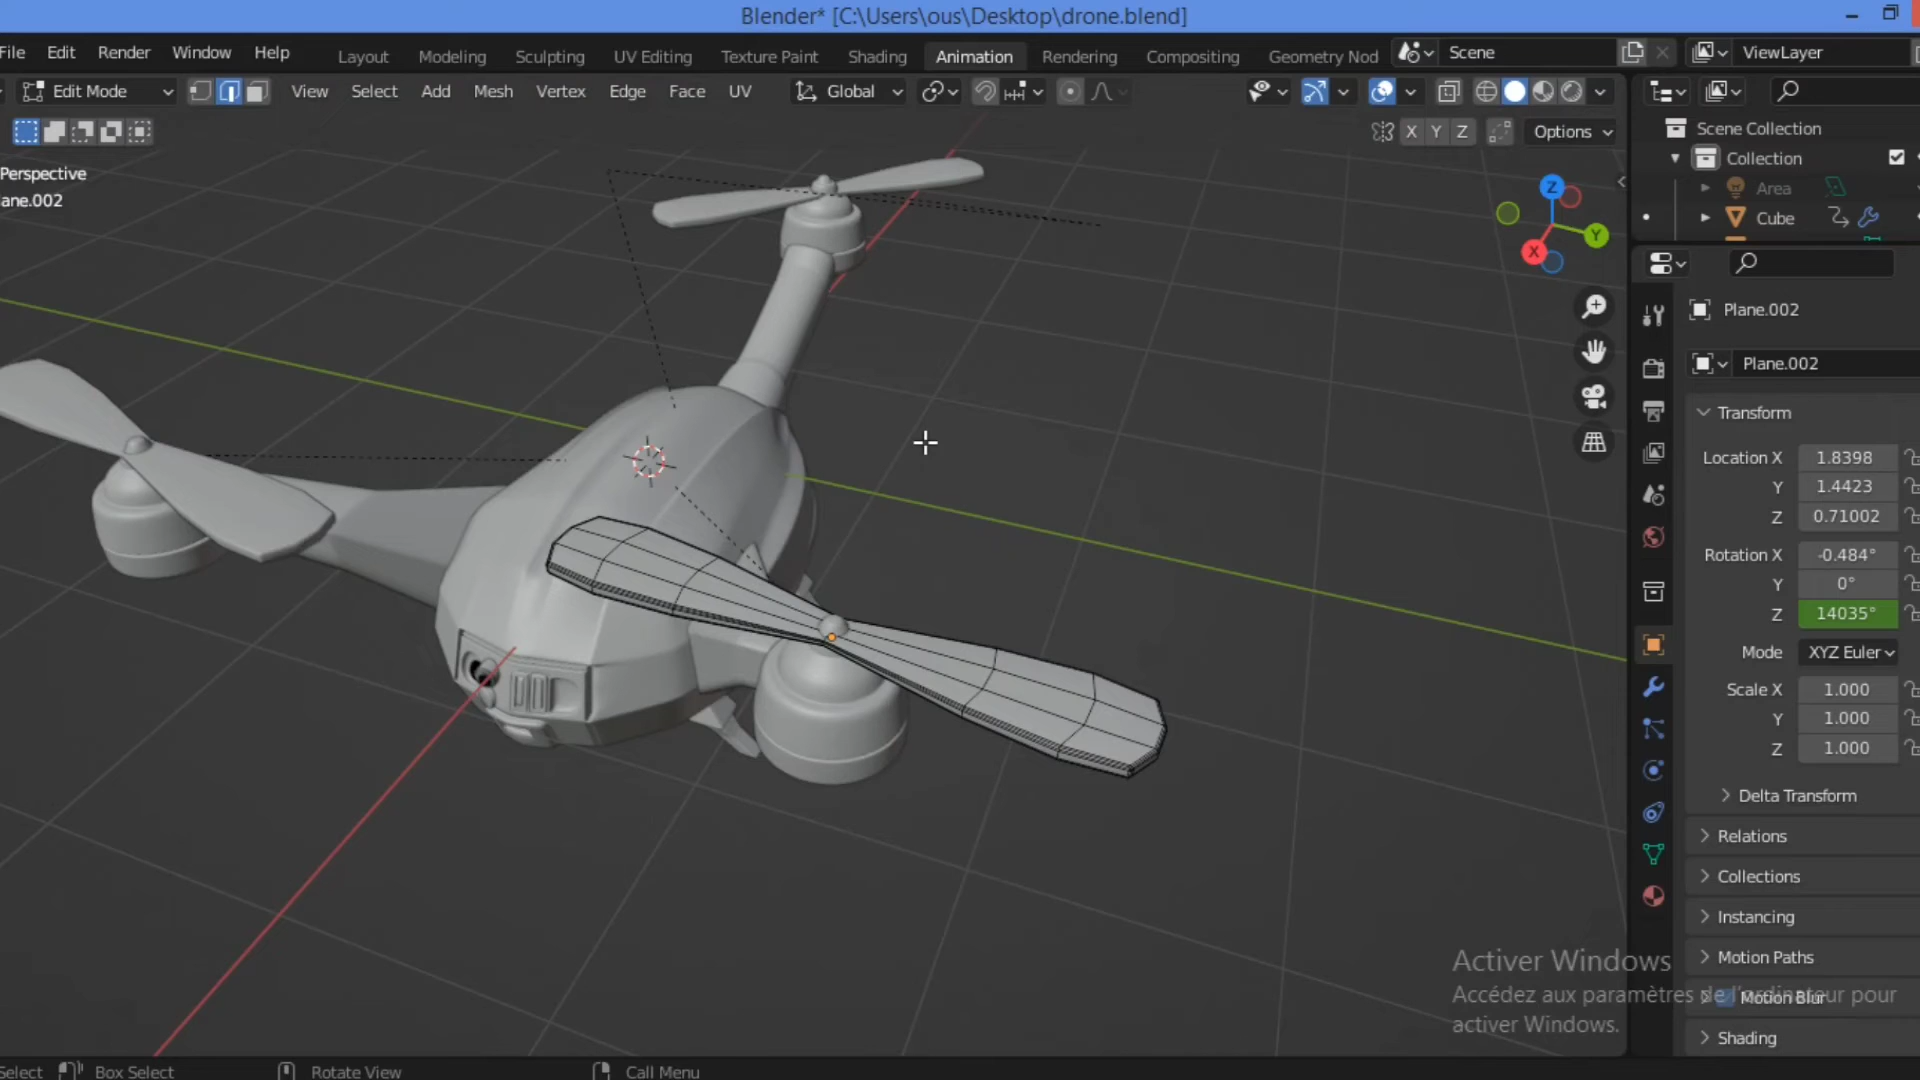 Blender* [C:\Users\ous\Desktop\drone.blend]
File Edit Render Window Help Layout Modeling Sculpting UV Editing Texture Paint Shading Animation Rendering Compositing Geometry Nod Scene ViewLayer
Edit Mode View Select Add Mesh Vertex Edge Face UV Global
X Y Z Options
Scene Collection
Collection
Area
Cube
Perspective
ane.002
Z
Y
X
Plane.002
Plane.002
Transform
Location X 1.8398
Y 1.4423
Z 0.71002
Rotation X -0.484°
Y 0°
Z 14035°
Mode XYZ Euler
Scale X 1.000
Y 1.000
Z 1.000
Delta Transform
Relations
Collections
Instancing
Motion Paths
Motion Blur
Shading
Activer Windows
Accédez aux paramètres de l'ordinateur pour
activer Windows.
Select Box Select Rotate View Call Menu